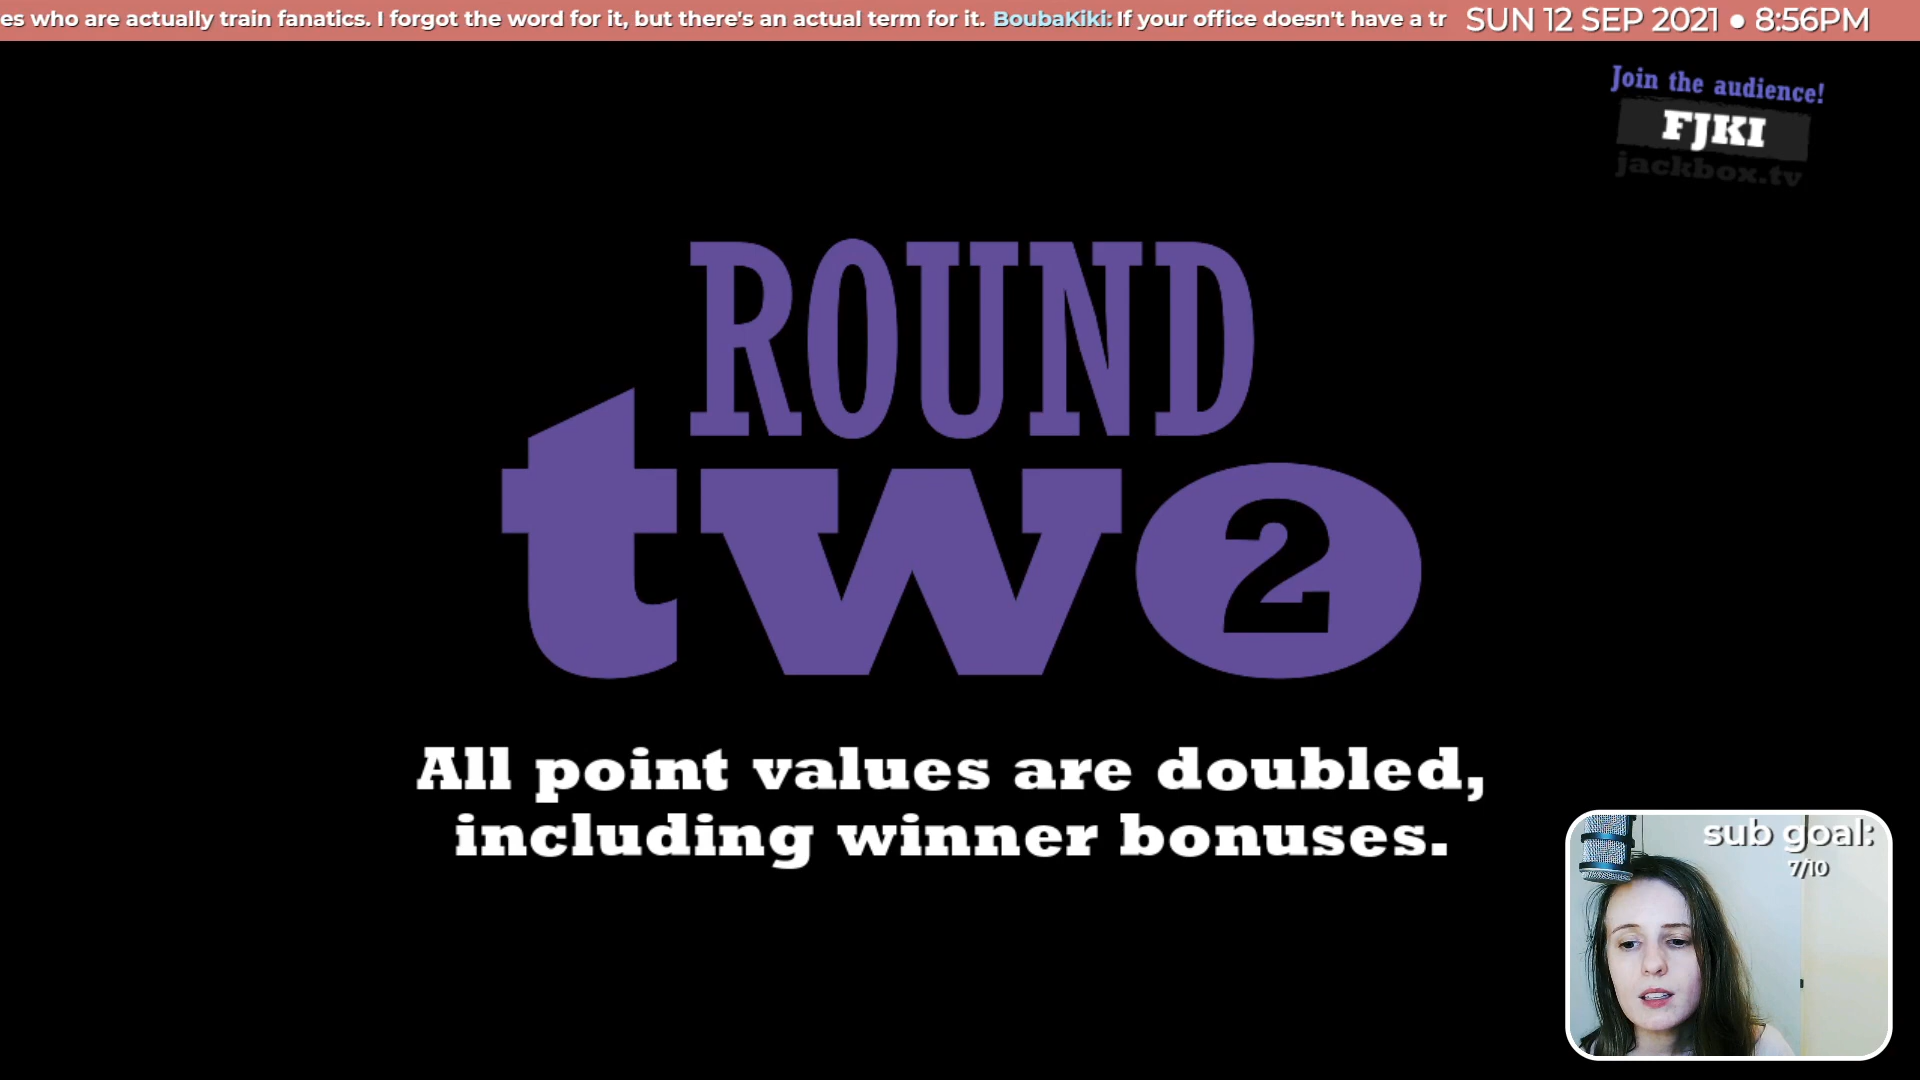 es who are actually train fanatics. I forgot the word for it, but there's an actual term for it. BoubaKiki: If your office doesn't have a tr
SUN 12 SEP 2021 ● 8:56PM
Join the audience!
FJKI
jackbox.tv
ROUND
two
2
All point values are doubled,
including winner bonuses.
sub goal:
7/10